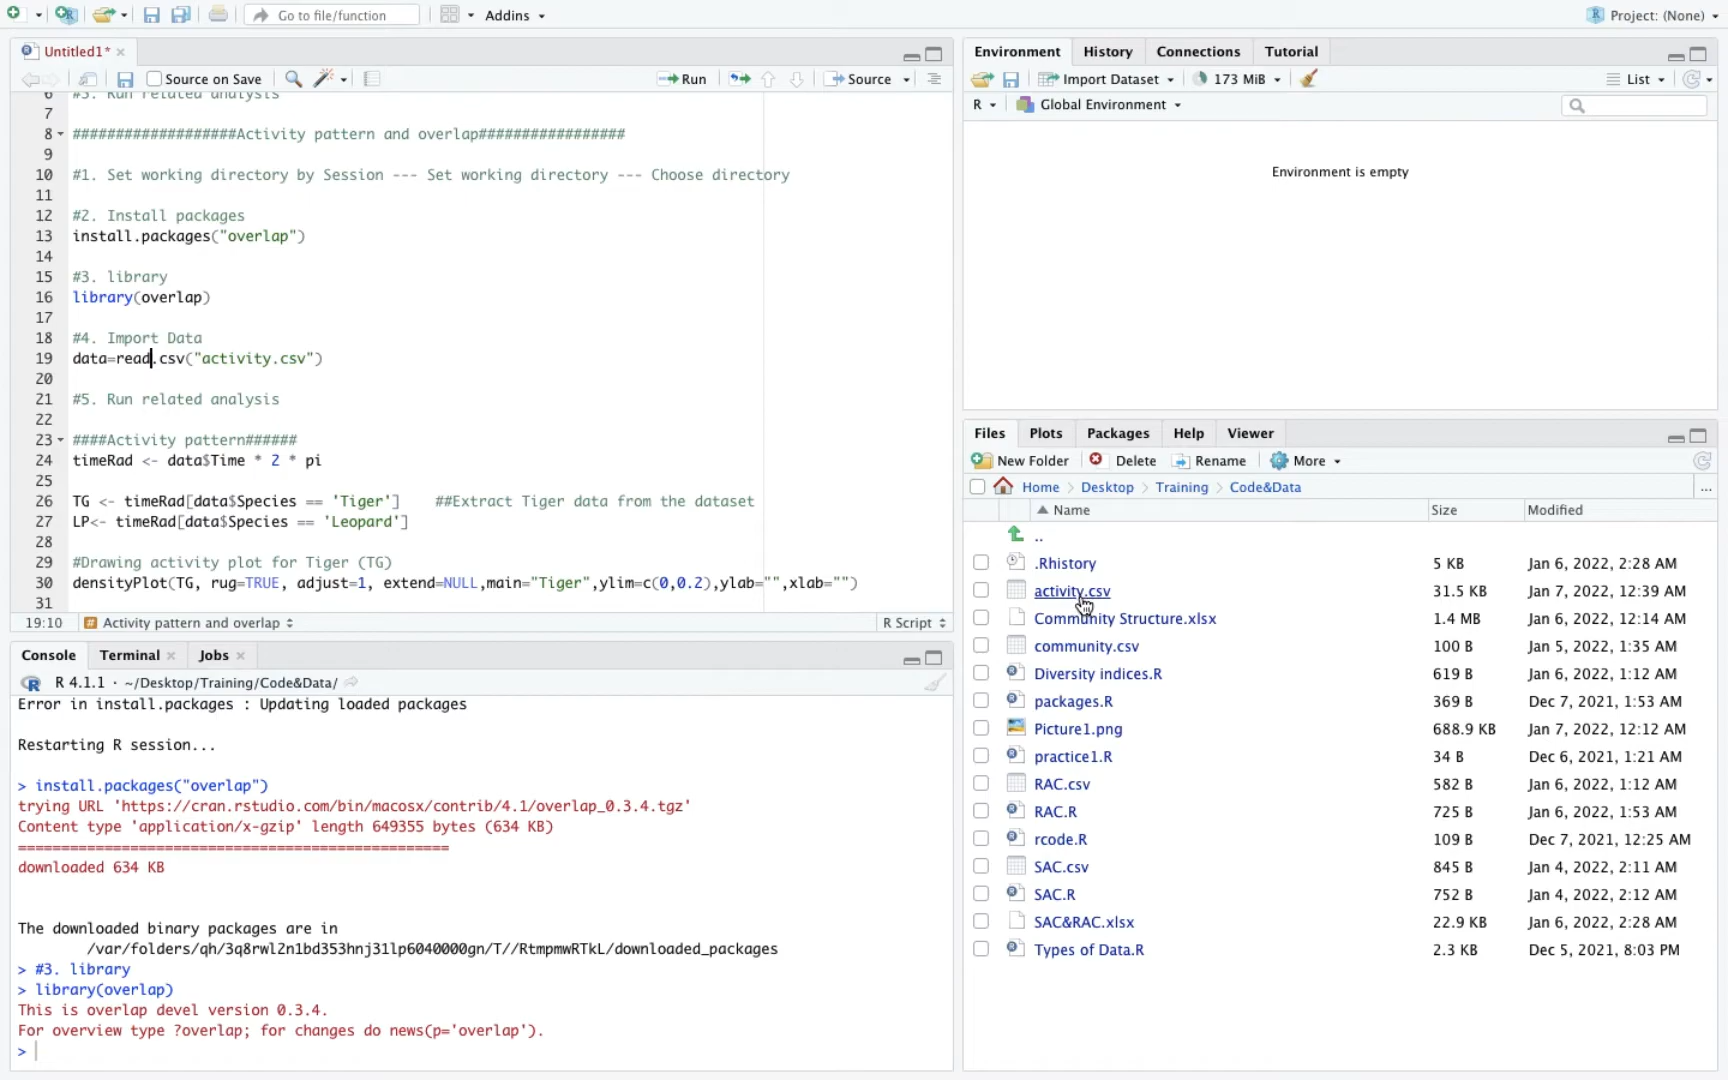 Go to file/function
Addins
Project: (None)
Untitled1*
Source on Save
Run
Source
6 #5. Run related analysis
7
8 ###################Activity pattern and overlap#################
9
10 #1. Set working directory by Session --- Set working directory --- Choose directory
11
12 #2. Install packages
13 install.packages("overlap")
14
15 #3. library
16 library(overlap)
17
18 #4. Import Data
19 data=read.csv("activity.csv")
20
21 #5. Run related analysis
22
23 ####Activity pattern######
24 timeRad <- data$Time * 2 * pi
25
26 TG <- timeRad[data$Species == 'Tiger'] ##Extract Tiger data from the dataset
27 LP<- timeRad[data$Species == 'Leopard']
28
29 #Drawing activity plot for Tiger (TG)
30 densityPlot(TG, rug=TRUE, adjust=1, extend=NULL,main="Tiger",ylim=c(0,0.2),ylab="",xlab="")
31
19:10 Activity pattern and overlap R Script
Console Terminal Jobs
R 4.1.1 · ~/Desktop/Training/Code&Data/
Error in install.packages : Updating loaded packages
Restarting R session...
> install.packages("overlap")
trying URL 'https://cran.rstudio.com/bin/macosx/contrib/4.1/overlap_0.3.4.tgz'
Content type 'application/x-gzip' length 649355 bytes (634 KB)
==================================================
downloaded 634 KB
The downloaded binary packages are in
/var/folders/qh/3q8rwlZn1bd353hnj31lp6040000gn/T//RtmpmwRTkL/downloaded_packages
> #3. library
> library(overlap)
This is overlap devel version 0.3.4.
For overview type ?overlap; for changes do news(p='overlap').
>
Environment History Connections Tutorial
Import Dataset 173 MiB List
R Global Environment
Environment is empty
Files Plots Packages Help Viewer
New Folder Delete Rename More
Home Desktop Training Code&Data ...
Name Size Modified
..
.Rhistory 5 KB Jan 6, 2022, 2:28 AM
activity.csv 31.5 KB Jan 7, 2022, 12:39 AM
Community Structure.xlsx 1.4 MB Jan 6, 2022, 12:14 AM
community.csv 100 B Jan 5, 2022, 1:35 AM
Diversity indices.R 619 B Jan 6, 2022, 1:12 AM
packages.R 369 B Dec 7, 2021, 1:53 AM
Picture1.png 688.9 KB Jan 7, 2022, 12:12 AM
practice1.R 34 B Dec 6, 2021, 1:21 AM
RAC.csv 582 B Jan 6, 2022, 1:12 AM
RAC.R 725 B Jan 6, 2022, 1:53 AM
rcode.R 109 B Dec 7, 2021, 12:25 AM
SAC.csv 845 B Jan 4, 2022, 2:11 AM
SAC.R 752 B Jan 4, 2022, 2:12 AM
SAC&RAC.xlsx 22.9 KB Jan 6, 2022, 2:28 AM
Types of Data.R 2.3 KB Dec 5, 2021, 8:03 PM